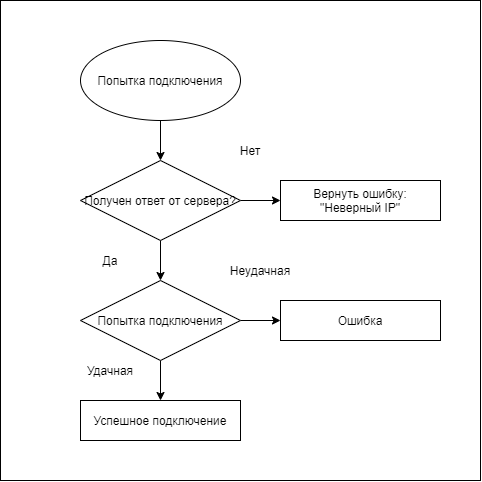 Попытка подключения
Нет
Получен ответ от сервера?
Вернуть ошибку:
"Неверный IP"
Да
Неудачная
Попытка подключения
Ошибка
Удачная
Успешное подключение